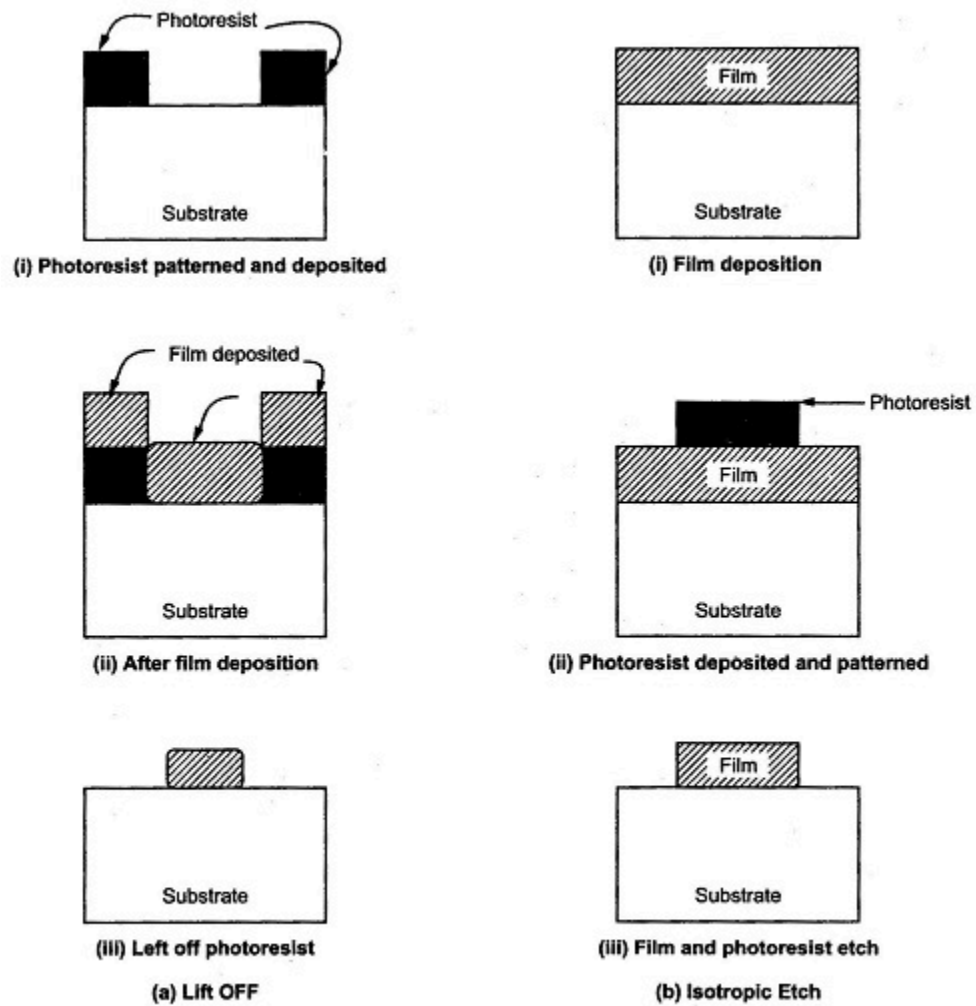 Photoresist
Substrate
(i) Photoresist patterned and deposited
Film deposited
Substrate
(ii) After film deposition
Substrate
(iii) Left off photoresist
(a) Lift OFF
Film
Substrate
(i) Film deposition
Photoresist
Film
Substrate
(ii) Photoresist deposited and patterned
Film
Substrate
(iii) Film and photoresist etch
(b) Isotropic Etch